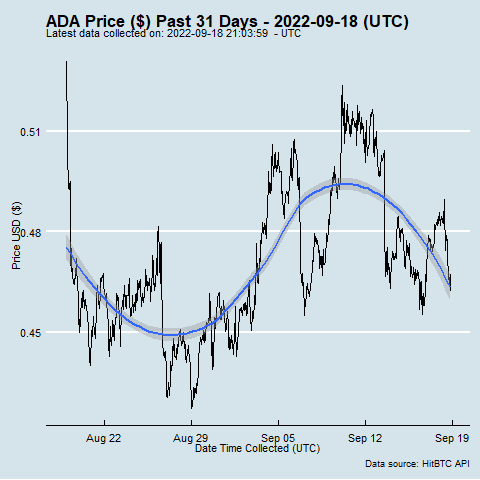 ADA Price ($) Past 31 Days - 2022-09-18 (UTC)
Latest data collected on: 2022-09-18 21:03:59 - UTC
0.51
0.48
0.45
Price USD ($)
Aug 22 Aug 29 Sep 05 Sep 12 Sep 19
Date Time Collected (UTC)
Data source: HitBTC API